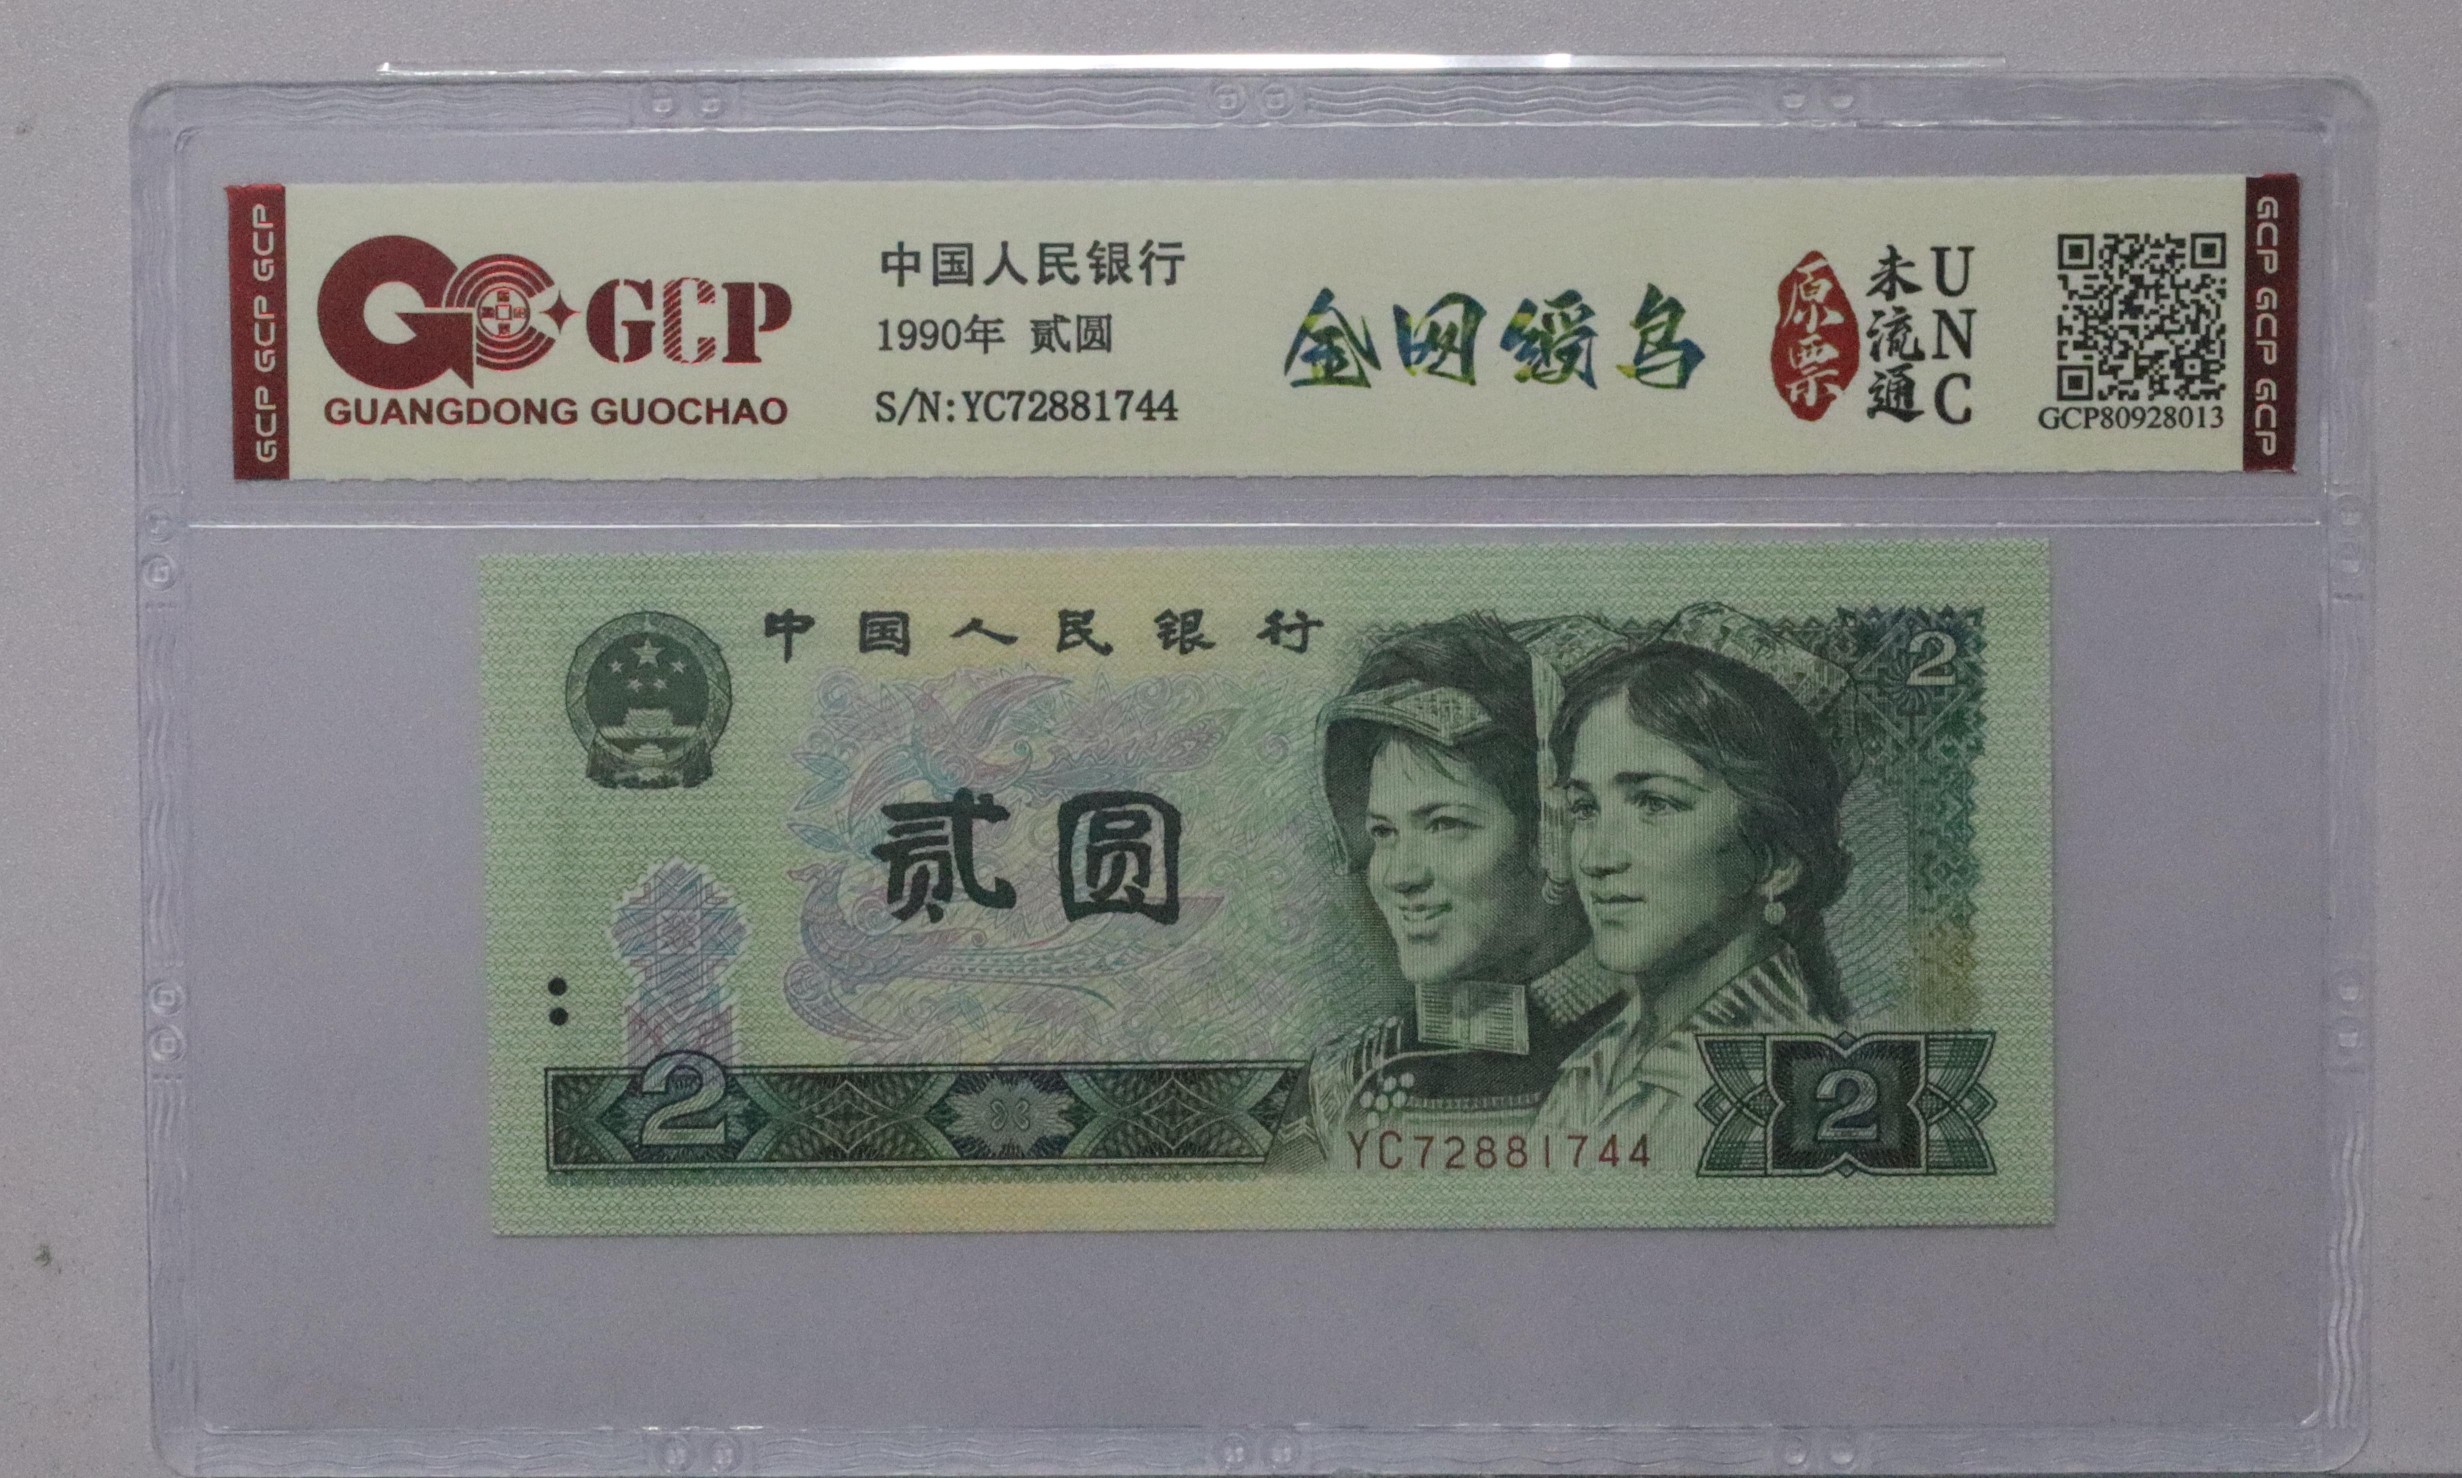 GCP GCP GCP
GCP
GUANGDONG GUOCHAO
中国人民银行
1990年 贰圆
S/N:YC72881744
金网绶鸟
原票
未流通
UNC
GCP80928013
GCP GCP GCP
中国人民银行
2
贰圆
2
2
YC72881744